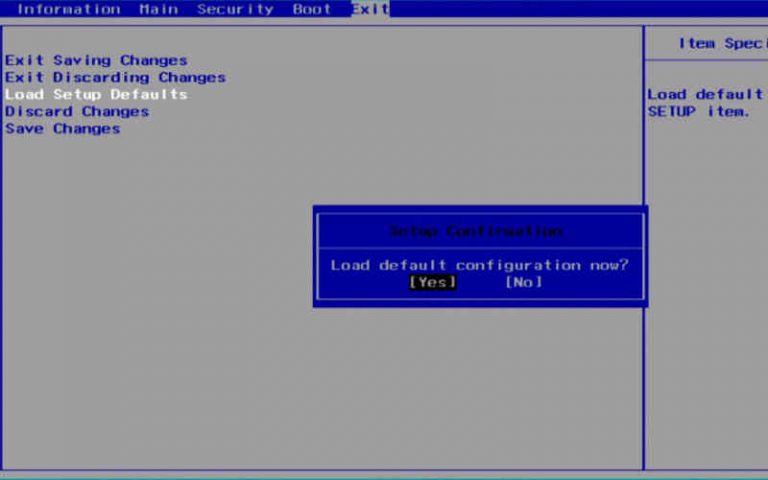 Information Main Security Boot Exit
Item Speci
Exit Saving Changes
Exit Discarding Changes
Load Setup Defaults
Discard Changes
Save Changes
Load default
SETUP item.
Setup Confirmation
Load default configuration now?
[Yes] [No]